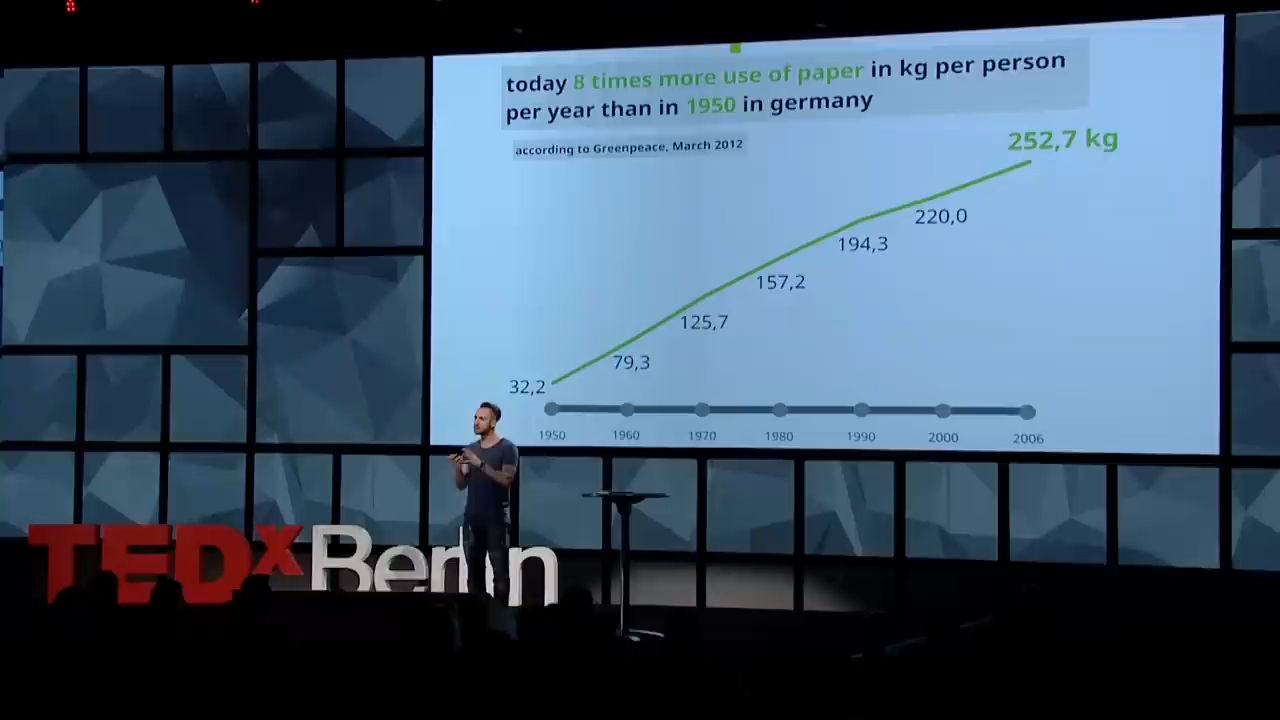 today 8 times more use of paper in kg per person
per year than in 1950 in germany
according to Greenpeace, March 2012
252,7 kg
220,0
194,3
157,2
125,7
79,3
32,2
1950 1960 1970 1980 1990 2000 2006
TEDxBerlin